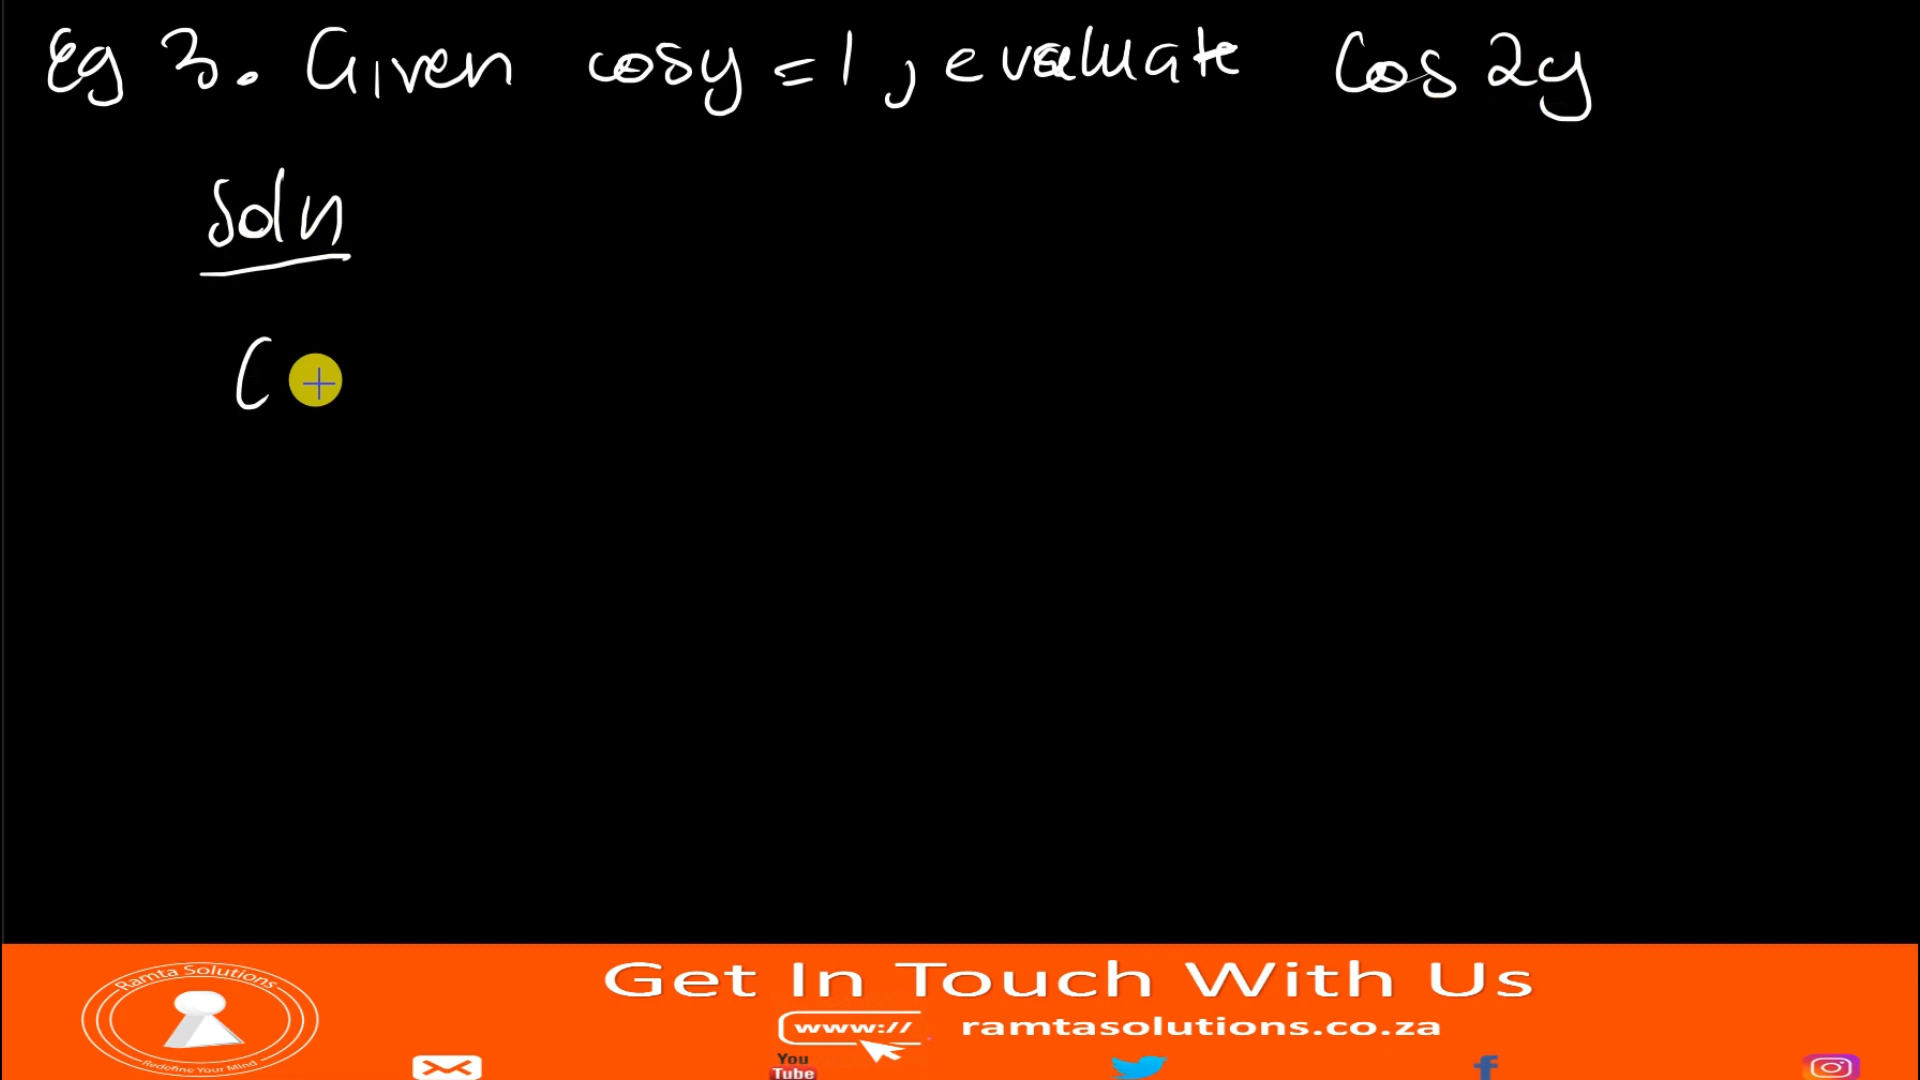 Eg 3. Given cosy = 1, evaluate Cos 2y
Soln
C
Get In Touch With Us
www:// ramtasolutions.co.za
Ramta Solutions
Redefine Your Mind
You
Tube